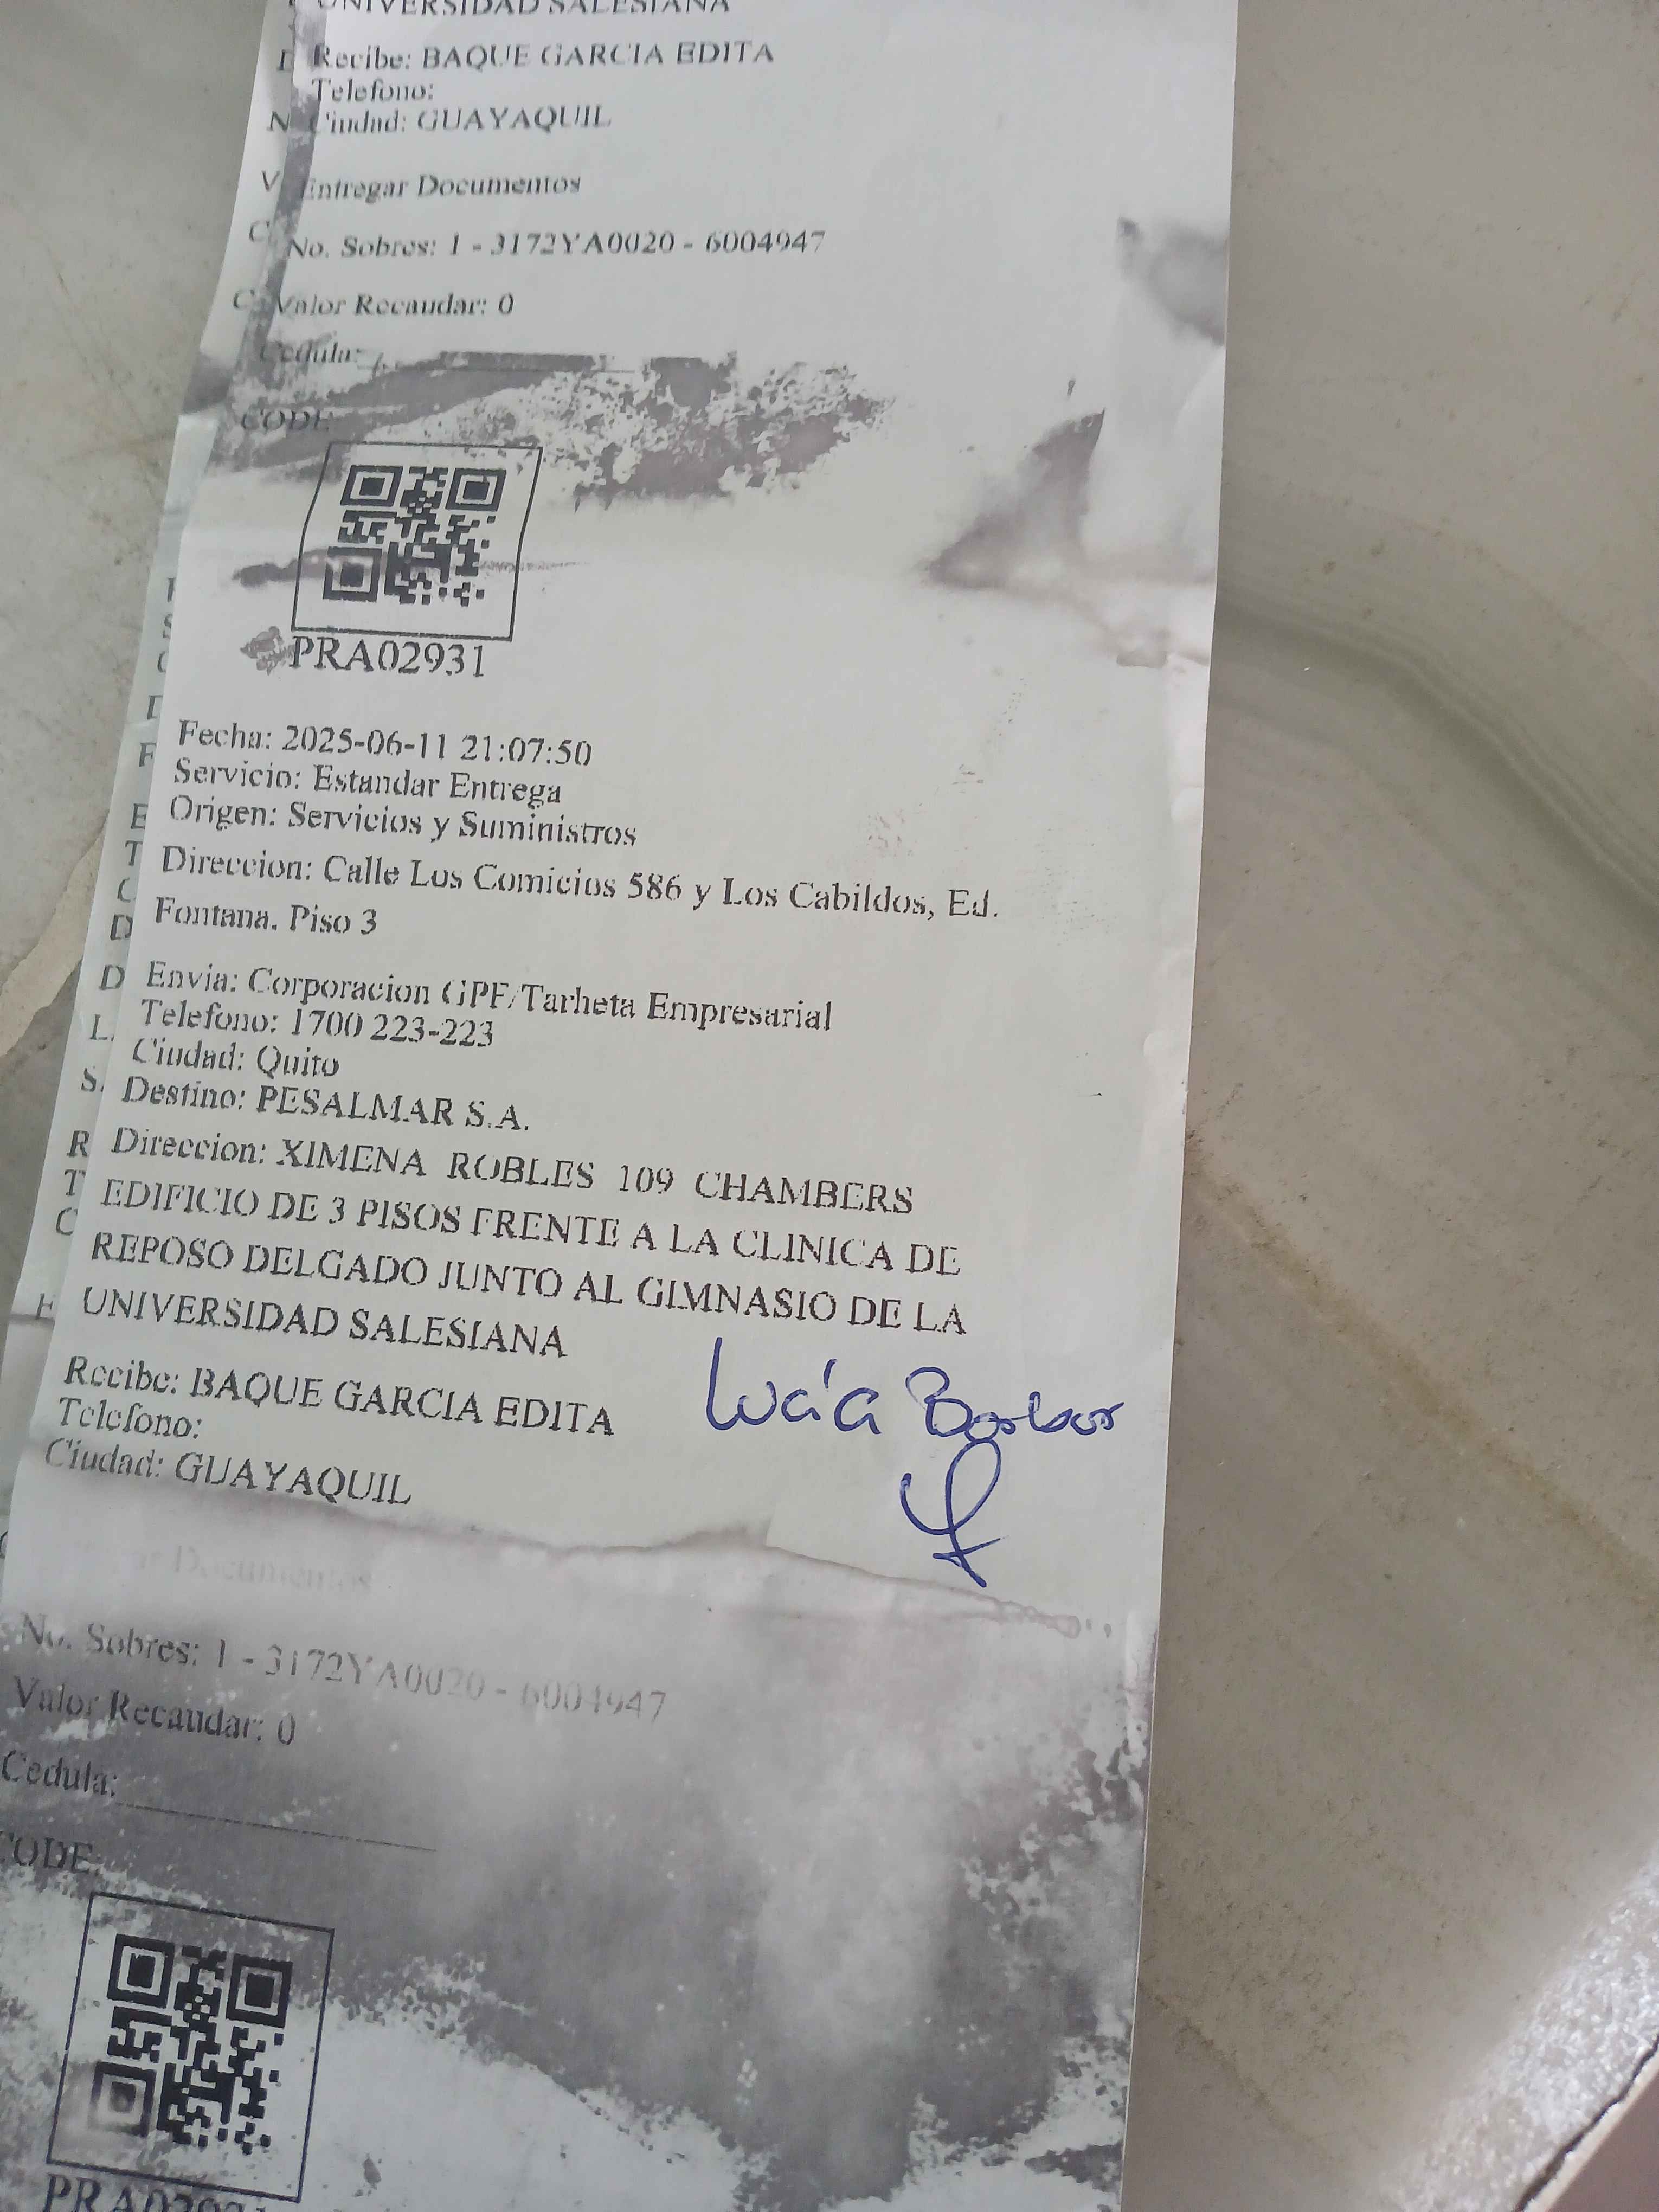 UNIVERSIDAD SALESIANA
Recibe: BAQUE GARCIA EDITA
Telefono:
Ciudad: GUAYAQUIL
Entregar Documentos
No. Sobres: 1 - 3172YA0020 - 6004947
Valor Recaudar: 0
Cedula:
CODE:
PRA02931
Fecha: 2025-06-11 21:07:50
Servicio: Estandar Entrega
Origen: Servicios y Suministros
Direccion: Calle Los Comicios 586 y Los Cabildos, Ed.
Fontana. Piso 3
Envia: Corporacion GPF/Tarheta Empresarial
Telefono: 1700 223-223
Ciudad: Quito
Destino: PESALMAR S.A.
Direccion: XIMENA ROBLES 109 CHAMBERS
EDIFICIO DE 3 PISOS FRENTE A LA CLINICA DE
REPOSO DELGADO JUNTO AL GIMNASIO DE LA
UNIVERSIDAD SALESIANA
Recibe: BAQUE GARCIA EDITA
Lucía Borbor
Telefono:
Ciudad: GUAYAQUIL
Documentos
No. Sobres: 1 - 3172YA0020 - 6004947
Valor Recaudar: 0
Cedula:
CODE:
PRA02931